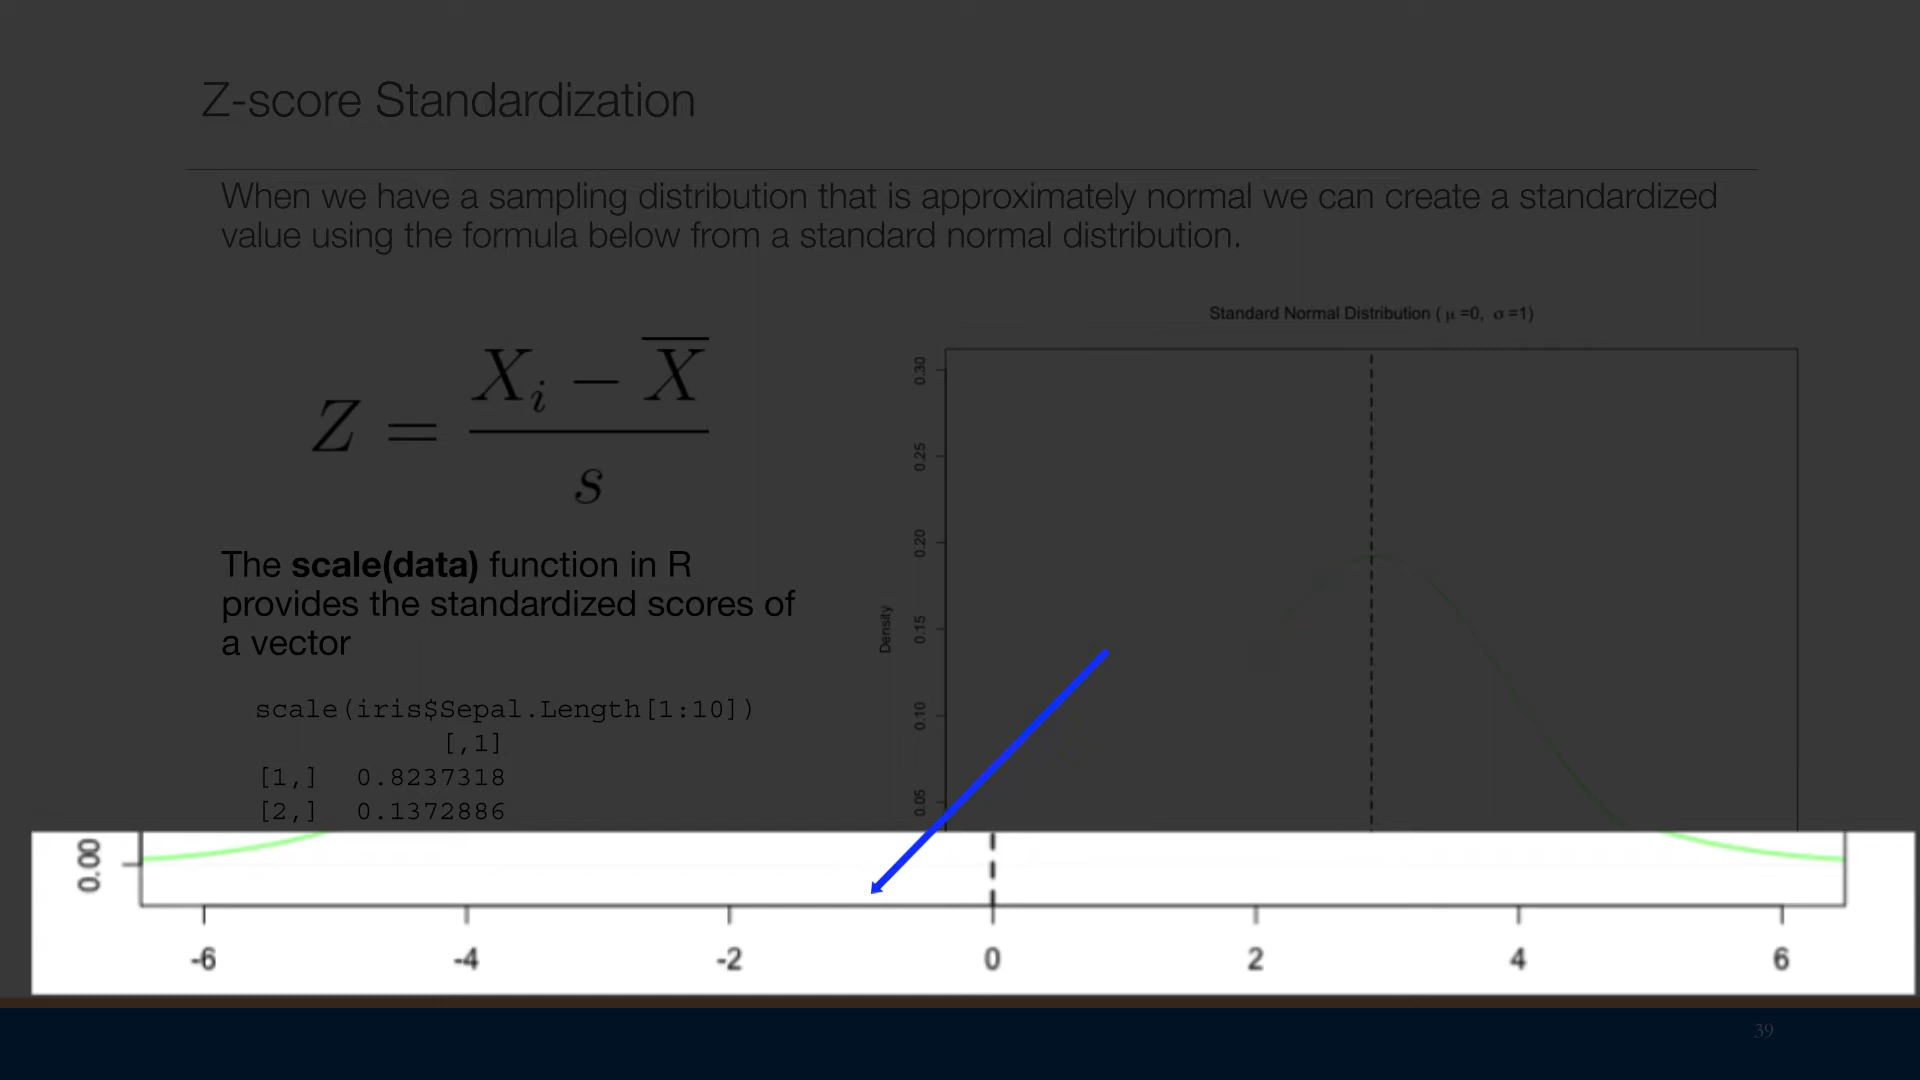 Z-score Standardization
When we have a sampling distribution that is approximately normal we can create a standardized
value using the formula below from a standard normal distribution.
Z = \frac{X_i - \overline{X}}{s}
The scale(data) function in R
provides the standardized scores of
a vector
scale(iris$Sepal.Length[1:10])
[,1]
[1,] 0.8237318
[2,] 0.1372886
Standard Normal Distribution ( μ =0, σ =1)
0.30
0.25
0.20
0.15
0.10
0.05
Density
0.00
-6 -4 -2 0 2 4 6
39